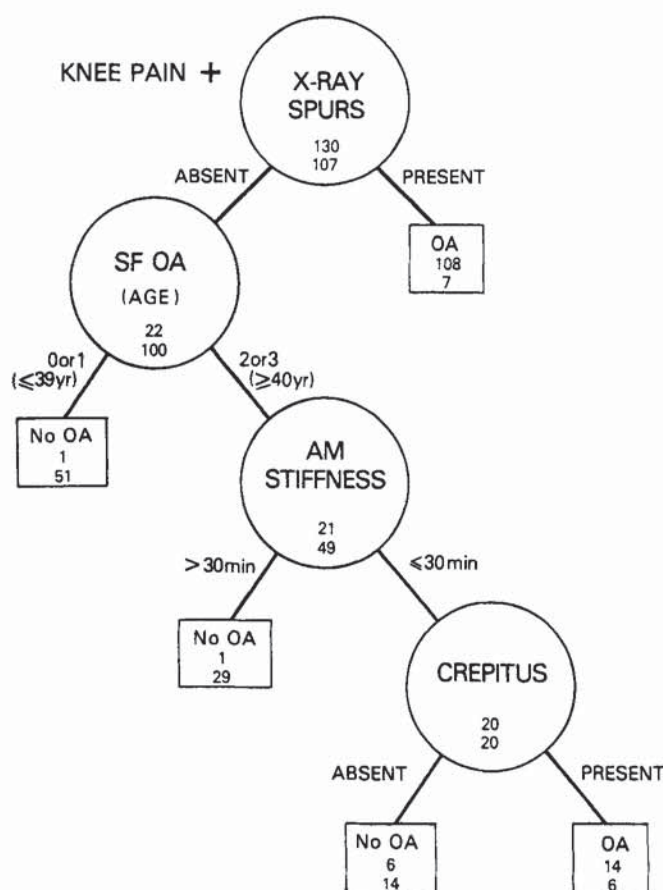 KNEE PAIN +
X-RAY
SPURS
130
107
ABSENT
PRESENT
OA
108
7
SF OA
(AGE)
22
100
0or1
(≤39yr)
2or3
(≥40yr)
No OA
1
51
AM
STIFFNESS
21
49
>30min
≤30min
No OA
1
29
CREPITUS
20
20
ABSENT
PRESENT
No OA
6
14
OA
14
6